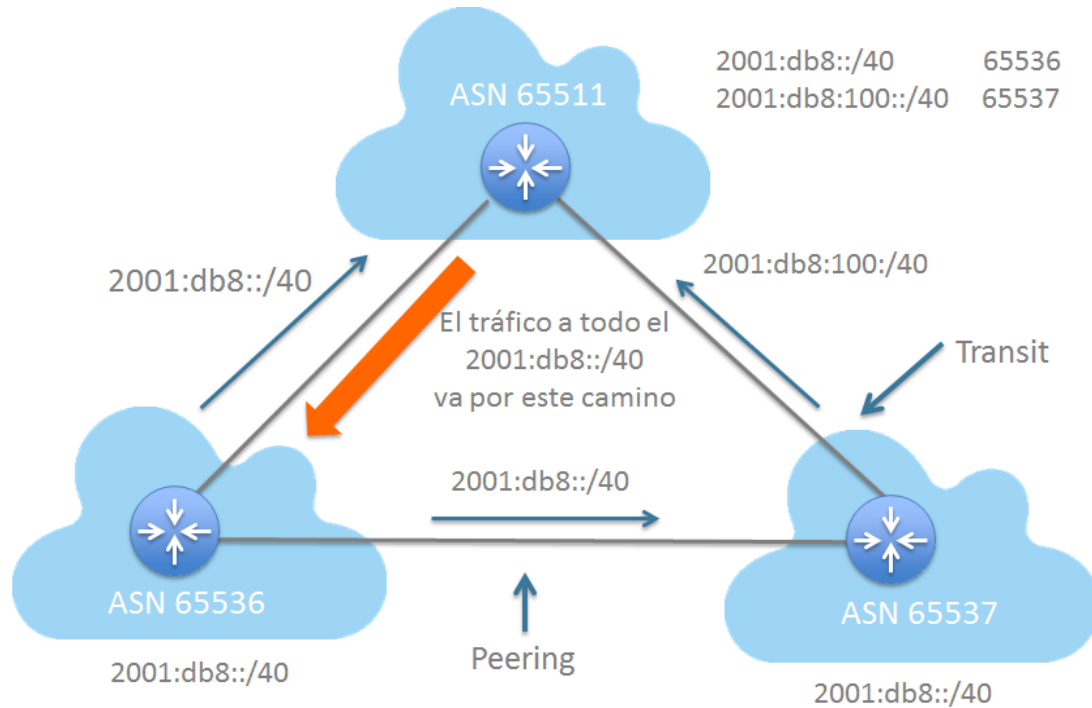 2001:db8::/40 65536
2001:db8:100::/40 65537
ASN 65511
2001:db8::/40
2001:db8:100:/40
El tráfico a todo el
2001:db8::/40
va por este camino
Transit
2001:db8::/40
ASN 65536
ASN 65537
Peering
2001:db8::/40
2001:db8::/40